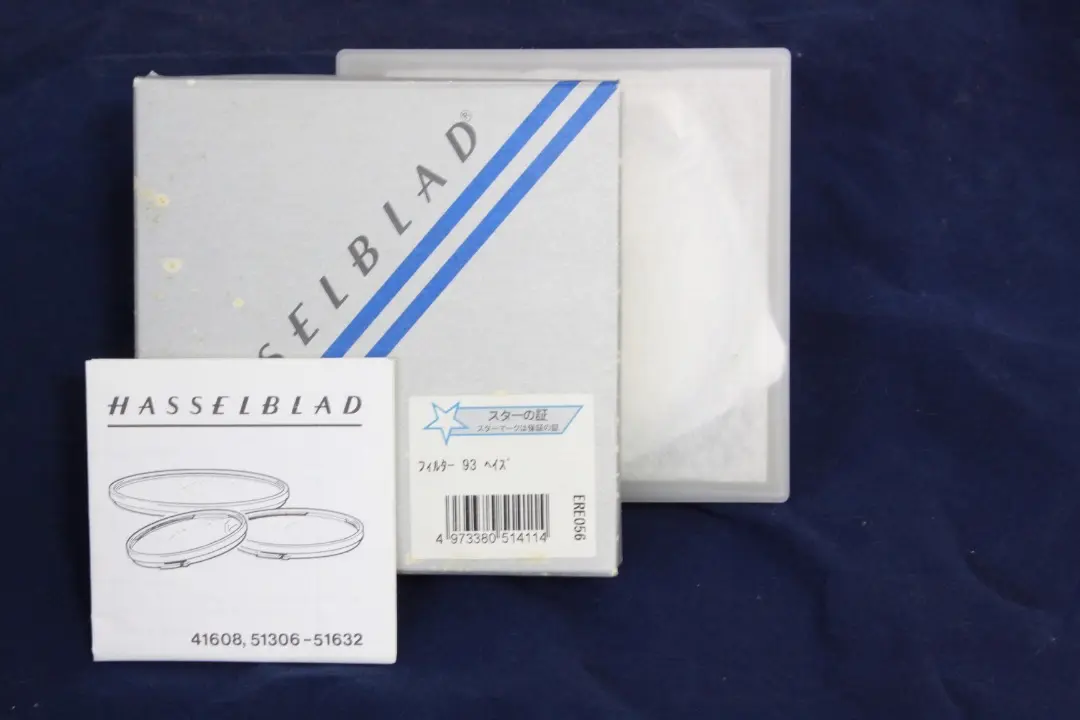 HASSELBLAD®
HASSELBLAD
41608, 51306-51632
スターの証
スターマークは保証の証
フィルター 93 ヘイズ
ERE056
4 973380 514114